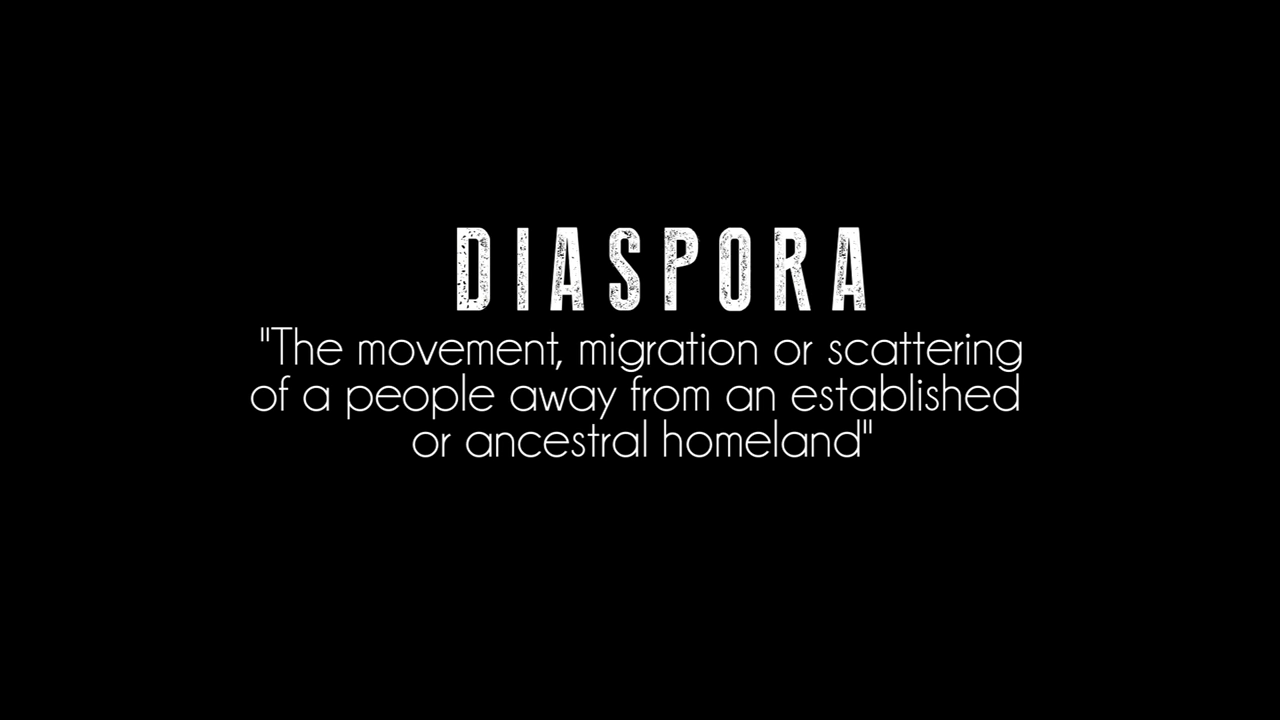 DIASPORA
"The movement, migration or scattering
of a people away from an established
or ancestral homeland"